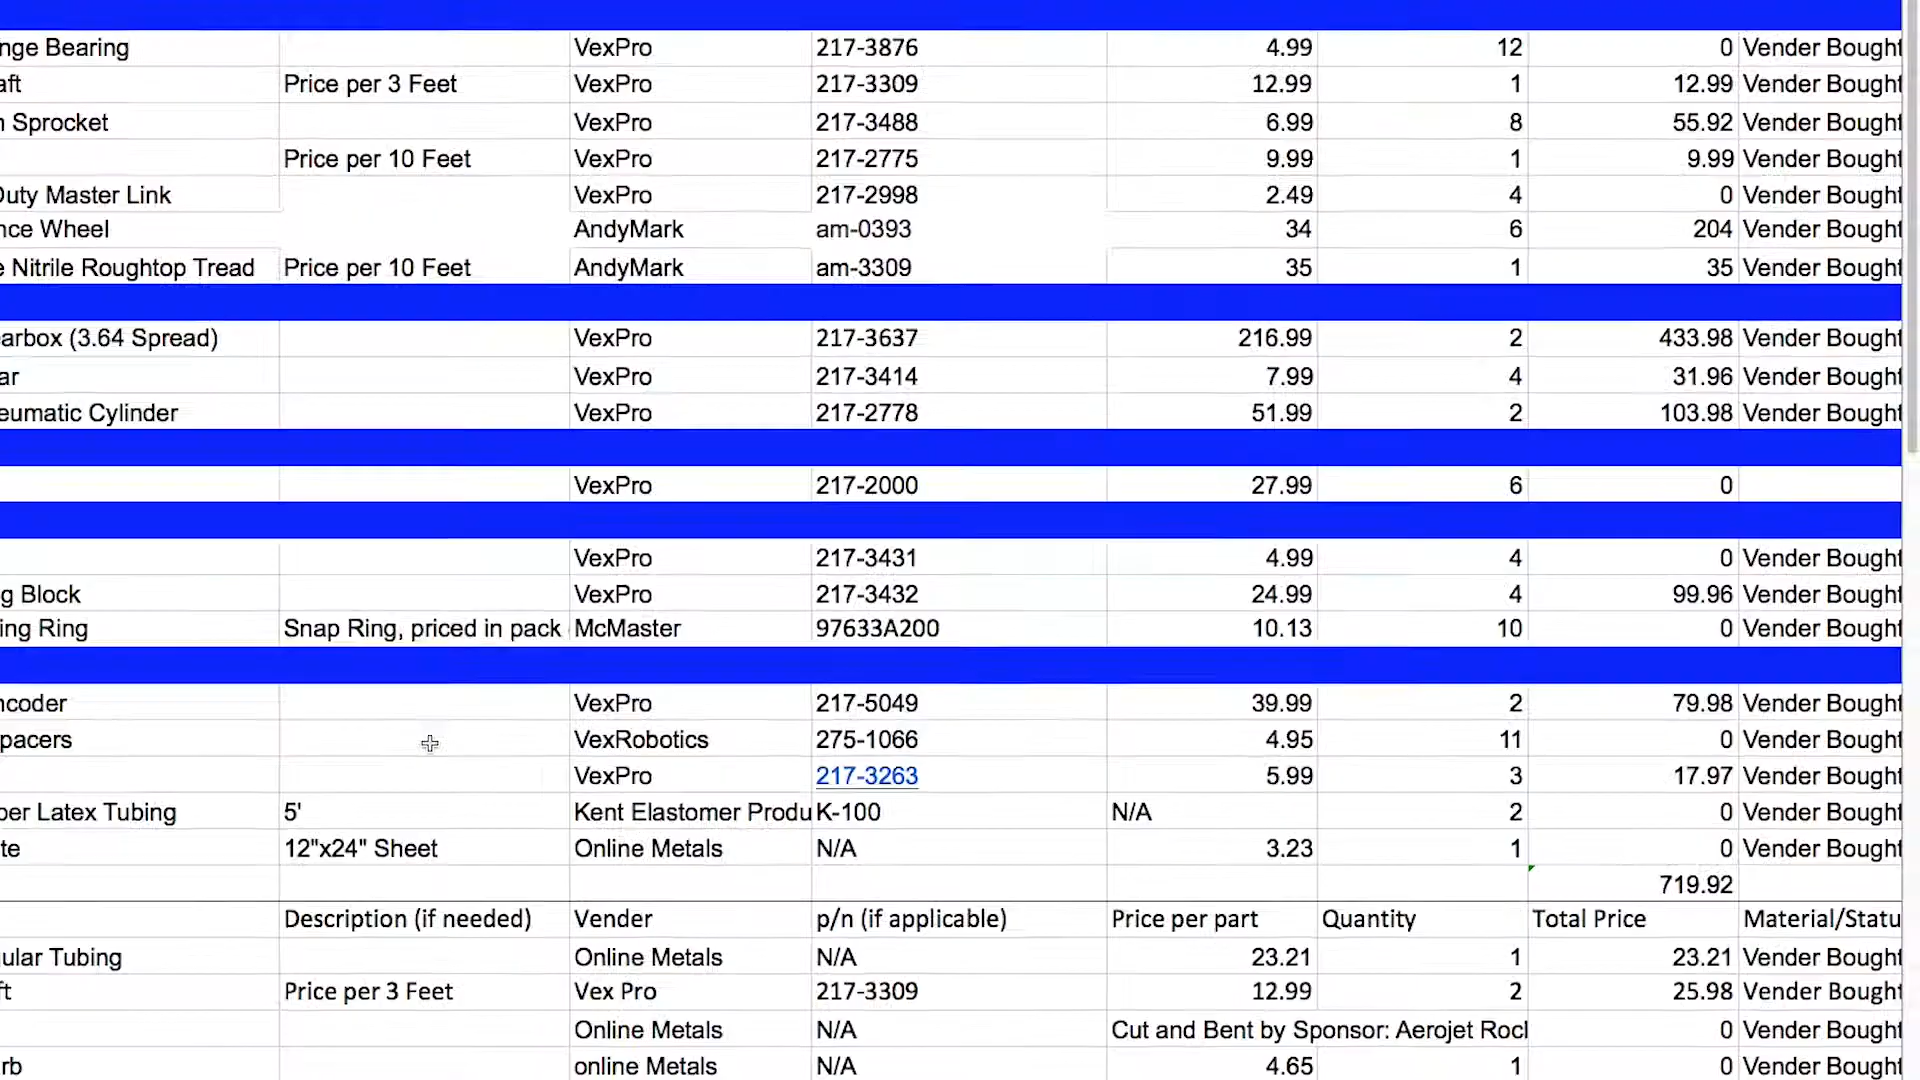 nge Bearing VexPro 217-3876 4.99 12 0 Vender Bought
aft Price per 3 Feet VexPro 217-3309 12.99 1 12.99 Vender Bought
n Sprocket VexPro 217-3488 6.99 8 55.92 Vender Bought
Price per 10 Feet VexPro 217-2775 9.99 1 9.99 Vender Bought
Duty Master Link VexPro 217-2998 2.49 4 0 Vender Bought
nce Wheel AndyMark am-0393 34 6 204 Vender Bought
e Nitrile Roughtop Tread Price per 10 Feet AndyMark am-3309 35 1 35 Vender Bought
arbox (3.64 Spread) VexPro 217-3637 216.99 2 433.98 Vender Bought
ar VexPro 217-3414 7.99 4 31.96 Vender Bought
eumatic Cylinder VexPro 217-2778 51.99 2 103.98 Vender Bought
VexPro 217-2000 27.99 6 0
VexPro 217-3431 4.99 4 0 Vender Bought
g Block VexPro 217-3432 24.99 4 99.96 Vender Bought
ing Ring Snap Ring, priced in pack McMaster 97633A200 10.13 10 0 Vender Bought
ncoder VexPro 217-5049 39.99 2 79.98 Vender Bought
pacers VexRobotics 275-1066 4.95 11 0 Vender Bought
VexPro 217-3263 5.99 3 17.97 Vender Bought
per Latex Tubing 5' Kent Elastomer Produ K-100 N/A 2 0 Vender Bought
te 12"x24" Sheet Online Metals N/A 3.23 1 0 Vender Bought
719.92
Description (if needed) Vender p/n (if applicable) Price per part Quantity Total Price Material/Statu
ular Tubing Online Metals N/A 23.21 1 23.21 Vender Bought
ft Price per 3 Feet Vex Pro 217-3309 12.99 2 25.98 Vender Bought
Online Metals N/A Cut and Bent by Sponsor: Aerojet Rocl 0 Vender Bought
rb online Metals N/A 4.65 1 0 Vender Bought